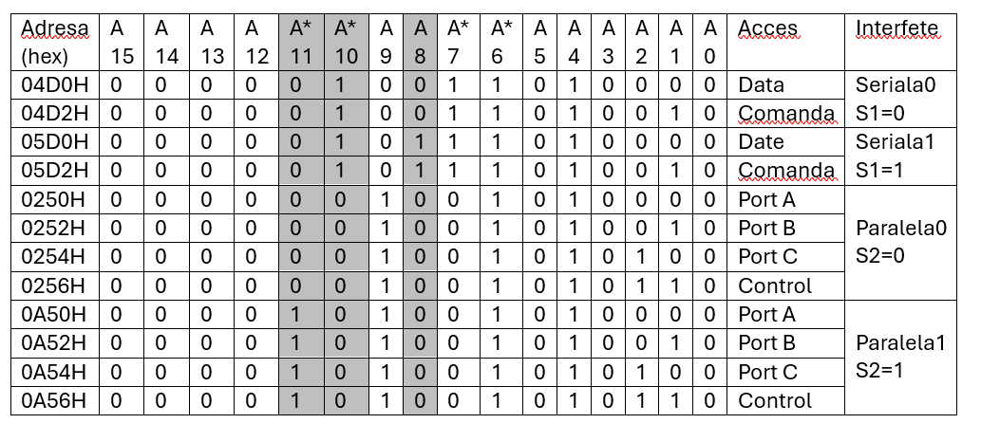 Adresa (hex) A 15 A 14 A 13 A 12 A* 11 A* 10 A 9 A 8 A* 7 A* 6 A 5 A 4 A 3 A 2 A 1 A 0 Acces Interfete
04D0H 0 0 0 0 0 1 0 0 1 1 0 1 0 0 0 0 Data Seriala0
04D2H 0 0 0 0 0 1 0 0 1 1 0 1 0 0 1 0 Comanda S1=0
05D0H 0 0 0 0 0 1 0 1 1 1 0 1 0 0 0 0 Date Seriala1
05D2H 0 0 0 0 0 1 0 1 1 1 0 1 0 0 1 0 Comanda S1=1
0250H 0 0 0 0 0 0 1 0 0 1 0 1 0 0 0 0 Port A
0252H 0 0 0 0 0 0 1 0 0 1 0 1 0 0 1 0 Port B Paralela0
0254H 0 0 0 0 0 0 1 0 0 1 0 1 0 1 0 0 Port C S2=0
0256H 0 0 0 0 0 0 1 0 0 1 0 1 0 1 1 0 Control
0A50H 0 0 0 0 1 0 1 0 0 1 0 1 0 0 0 0 Port A
0A52H 0 0 0 0 1 0 1 0 0 1 0 1 0 0 1 0 Port B Paralela1
0A54H 0 0 0 0 1 0 1 0 0 1 0 1 0 1 0 0 Port C S2=1
0A56H 0 0 0 0 1 0 1 0 0 1 0 1 0 1 1 0 Control